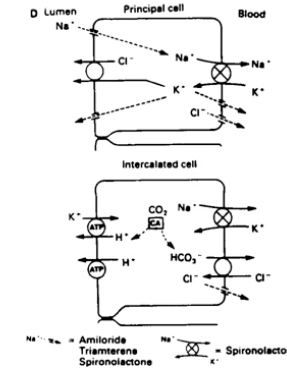 D Lumen Principal cell Blood
Na+
Na+ Na+
Cl-
K+ K+
Cl-
Intercalated cell
K+ CO2 Na+
ATP CA K+
H+
H+ HCO3-
ATP Cl- Cl-
Na+ = Amiloride Na+
Triamterene = Spironolacto
Spironolactone K+